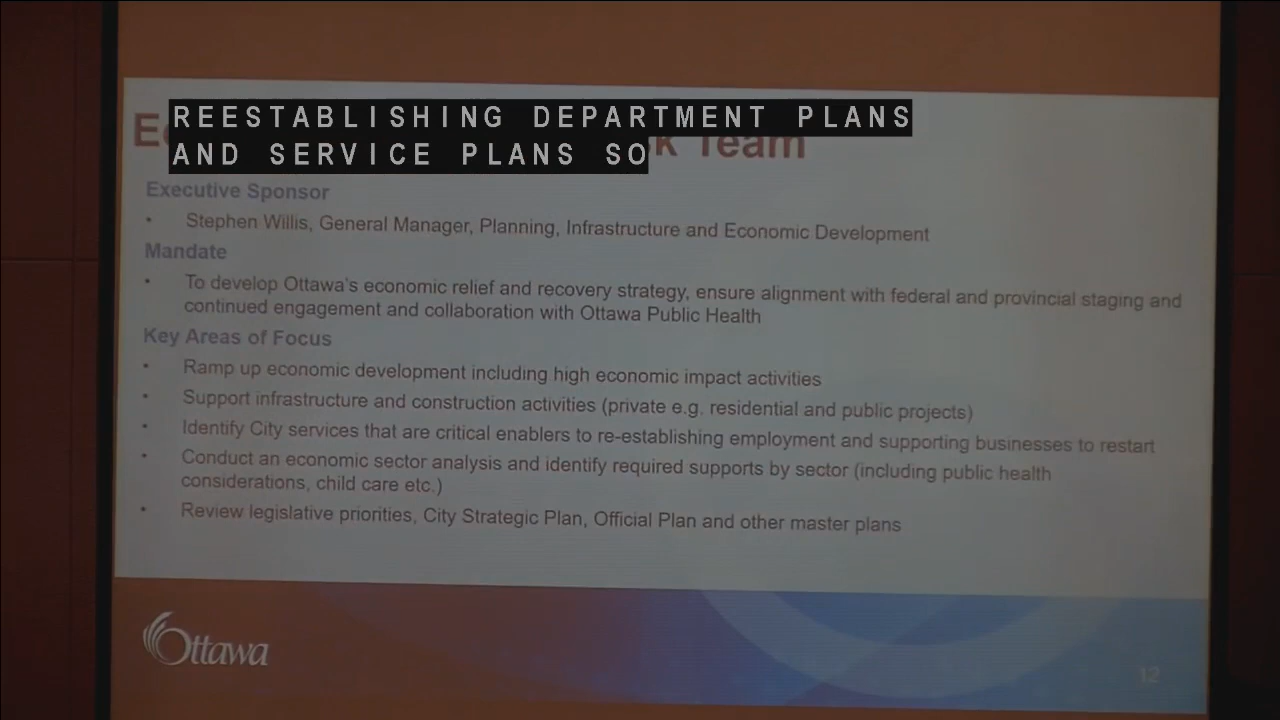 REESTABLISHING DEPARTMENT PLANS
AND SERVICE PLANS SO
Team
Executive Sponsor
• Stephen Willis, General Manager, Planning, Infrastructure and Economic Development
Mandate
• To develop Ottawa's economic relief and recovery strategy, ensure alignment with federal and provincial staging and
continued engagement and collaboration with Ottawa Public Health
Key Areas of Focus
• Ramp up economic development including high economic impact activities
• Support infrastructure and construction activities (private e.g. residential and public projects)
• Identify City services that are critical enablers to re-establishing employment and supporting businesses to restart
• Conduct an economic sector analysis and identify required supports by sector (including public health
considerations, child care etc.)
• Review legislative priorities, City Strategic Plan, Official Plan and other master plans
Ottawa
12